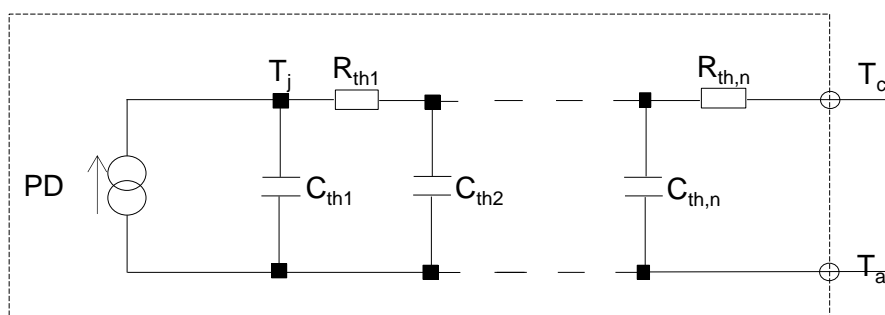 T_j
R_th1
R_th,n
T_c
PD
C_th1
C_th2
C_th,n
T_a